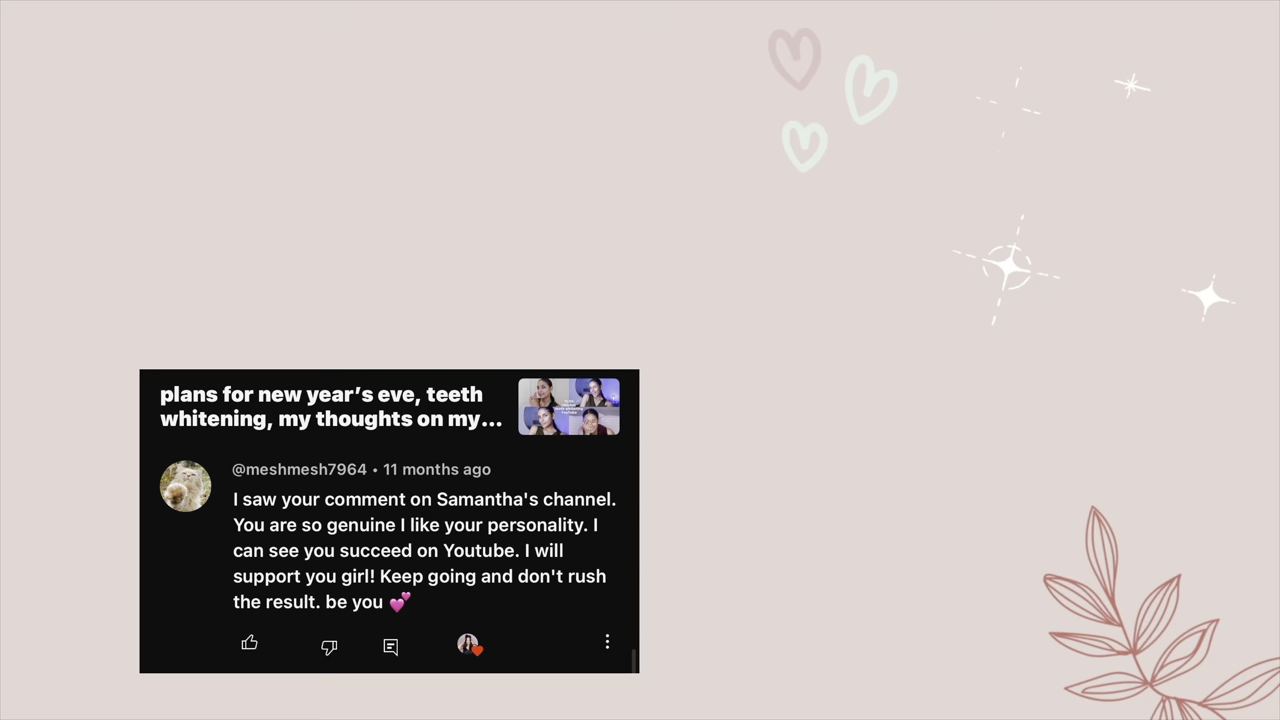 plans for new year’s eve, teeth
whitening, my thoughts on my...
@meshmesh7964 • 11 months ago
I saw your comment on Samantha's channel.
You are so genuine I like your personality. I
can see you succeed on Youtube. I will
support you girl! Keep going and don't rush
the result. be you 💕